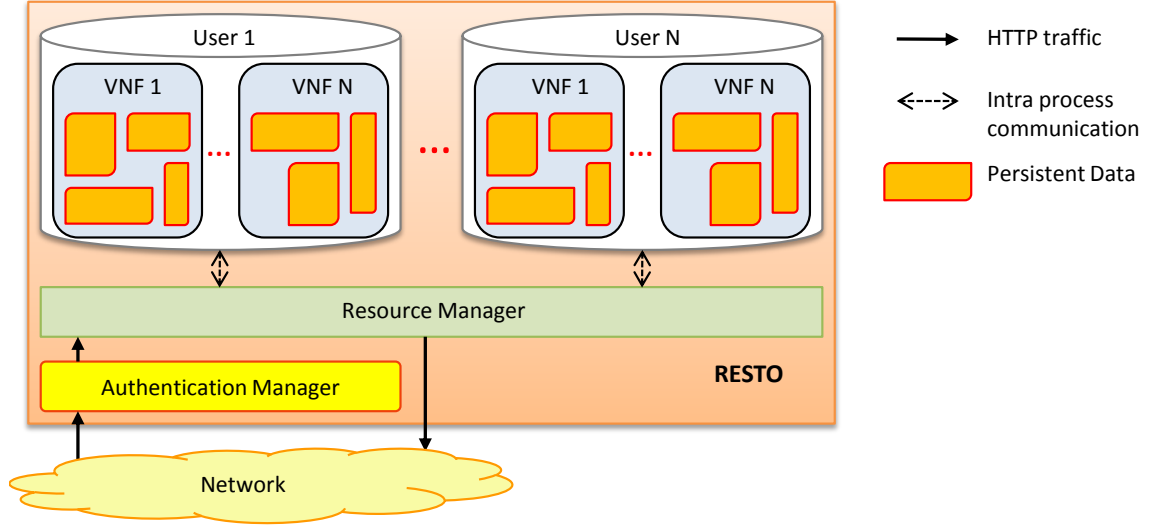 User 1
User N
VNF 1
VNF N
VNF 1
VNF N
...
...
...
Resource Manager
Authentication Manager
RESTO
Network
HTTP traffic
Intra process
communication
Persistent Data